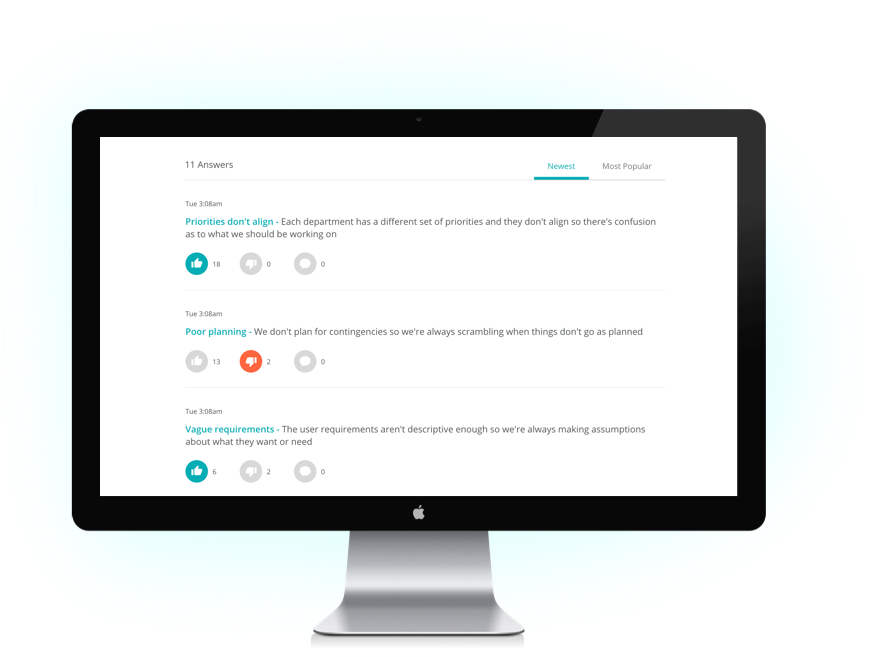 11 Answers
Newest
Most Popular
Tue 3:08am
Priorities don't align - Each department has a different set of priorities and they don't align so there's confusion
as to what we should be working on
18
0
0
Tue 3:08am
Poor planning - We don't plan for contingencies so we're always scrambling when things don't go as planned
13
2
0
Tue 3:08am
Vague requirements - The user requirements aren't descriptive enough so we're always making assumptions
about what they want or need
6
2
0